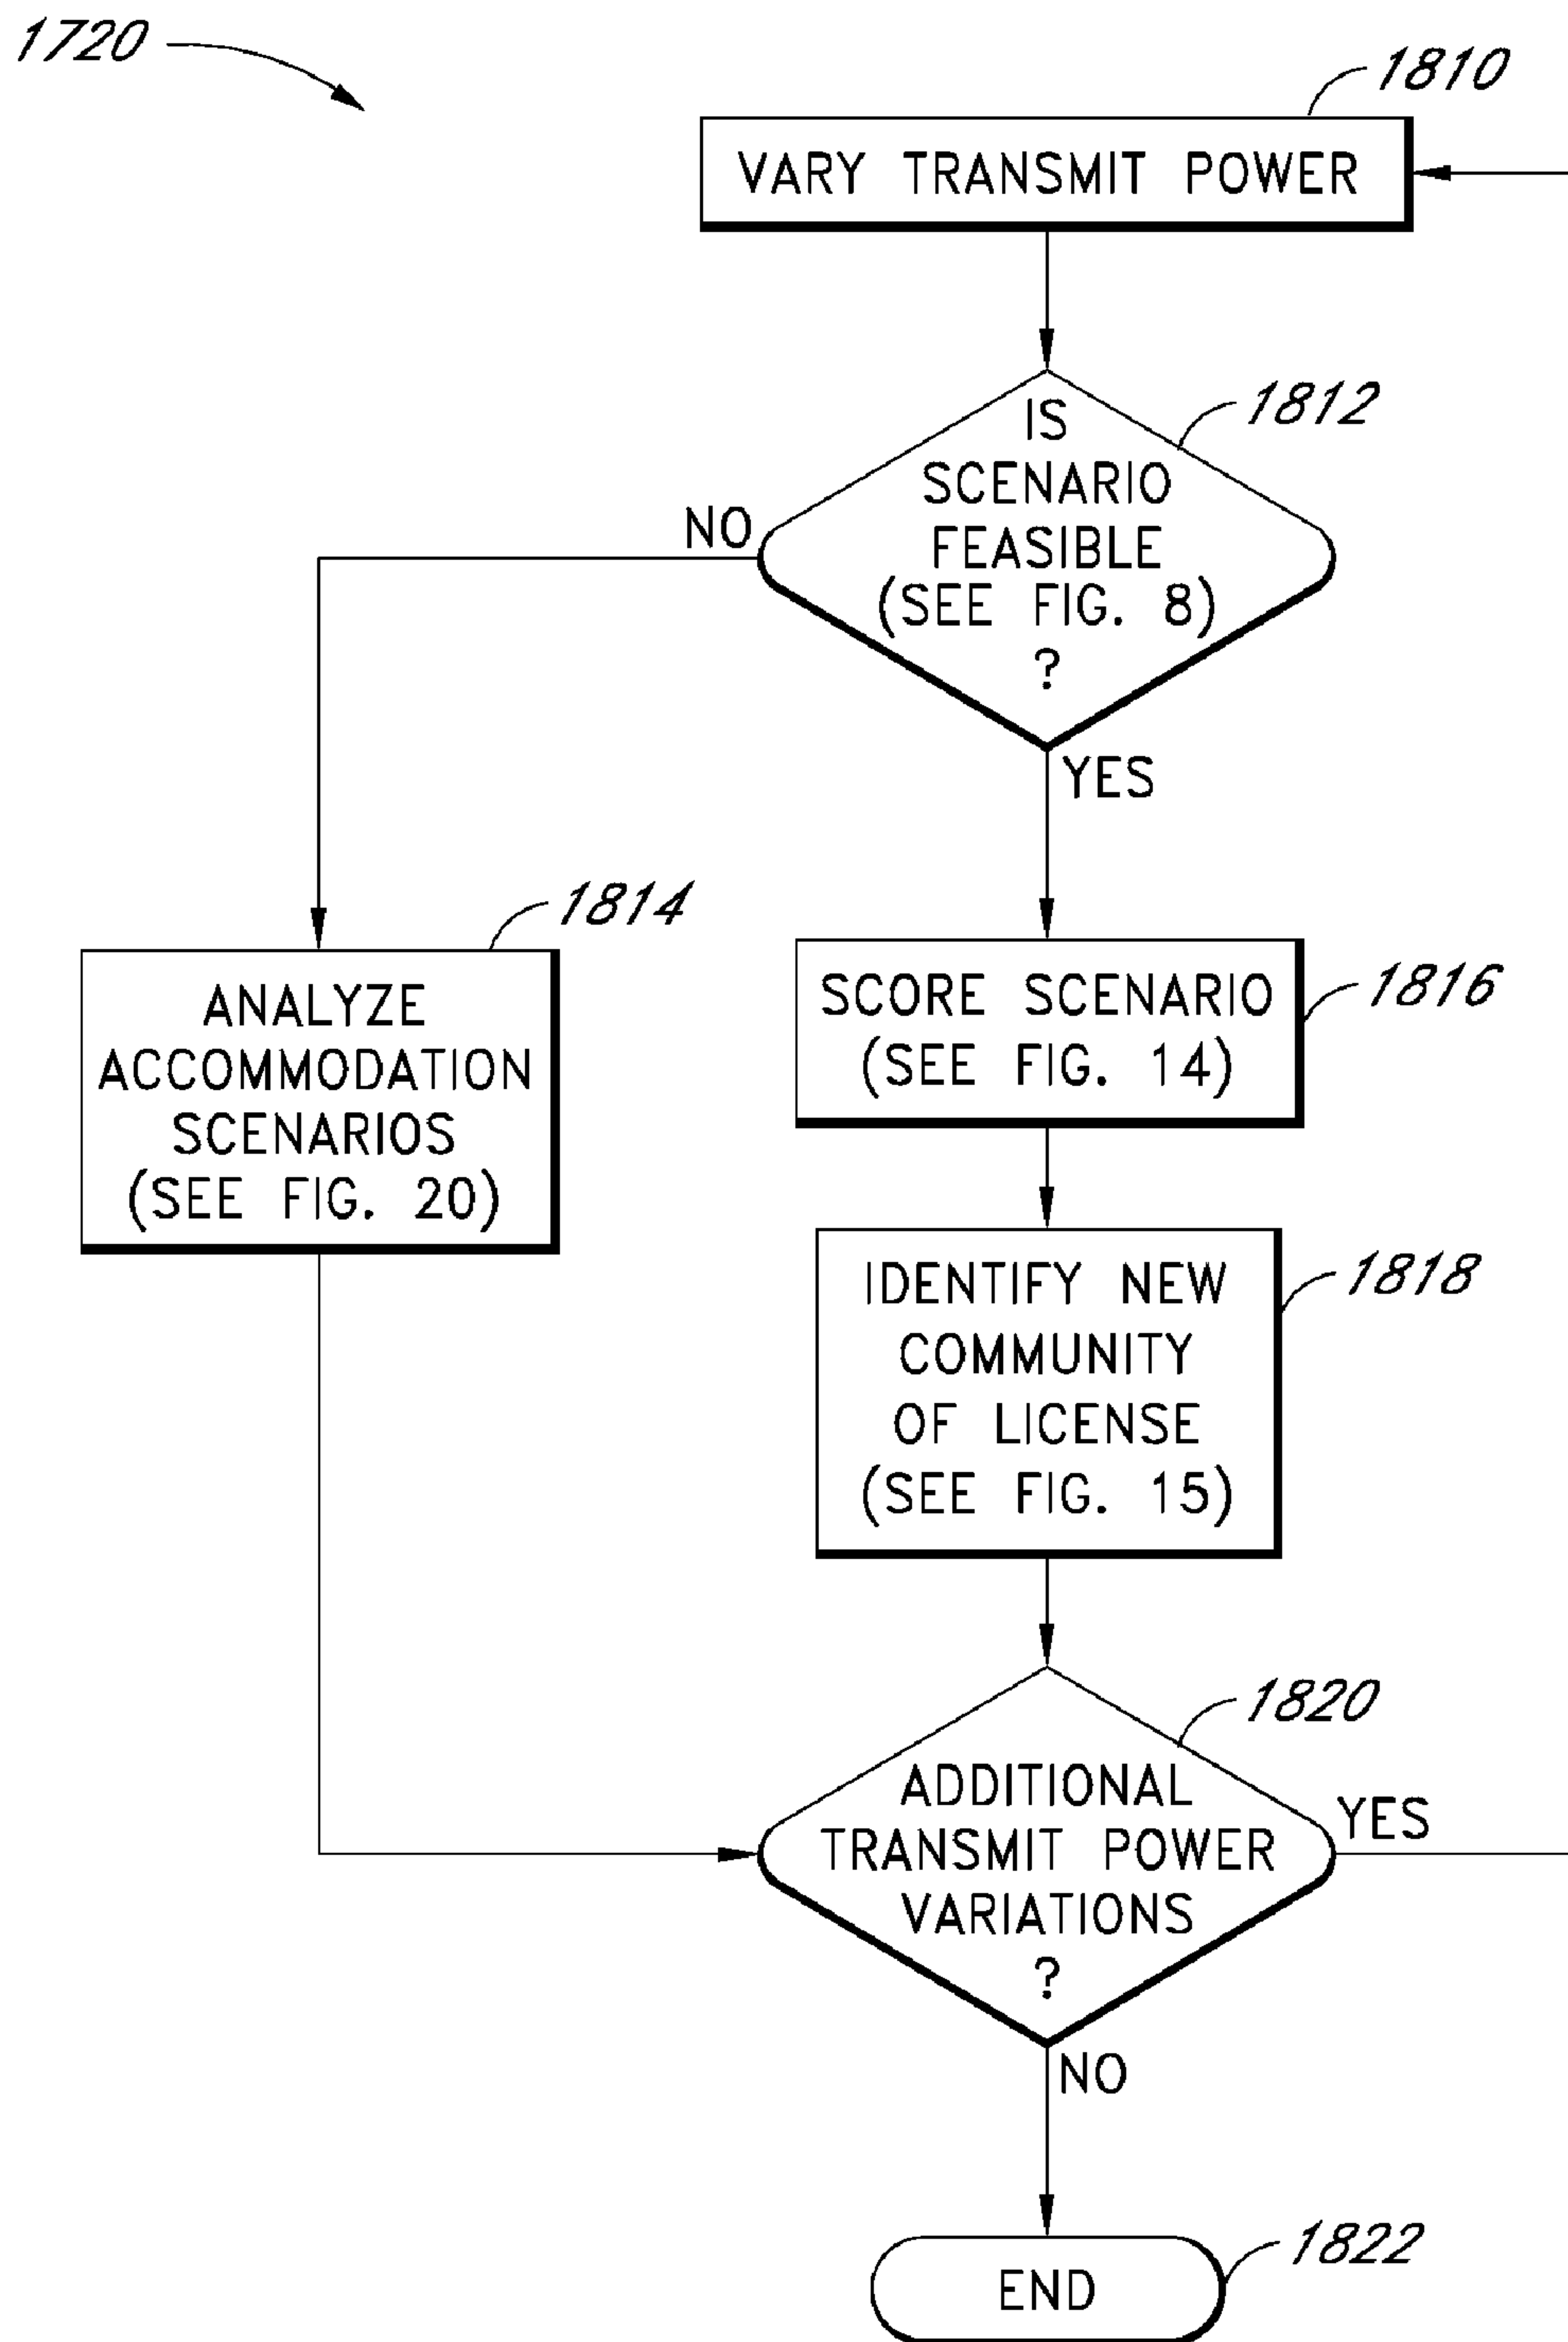 1720
1810
VARY TRANSMIT POWER
1812
IS
SCENARIO
FEASIBLE
(SEE FIG. 8)
?
NO
YES
1814
ANALYZE
ACCOMMODATION
SCENARIOS
(SEE FIG. 20)
1816
SCORE SCENARIO
(SEE FIG. 14)
1818
IDENTIFY NEW
COMMUNITY
OF LICENSE
(SEE FIG. 15)
1820
ADDITIONAL
TRANSMIT POWER
VARIATIONS
?
YES
NO
1822
END